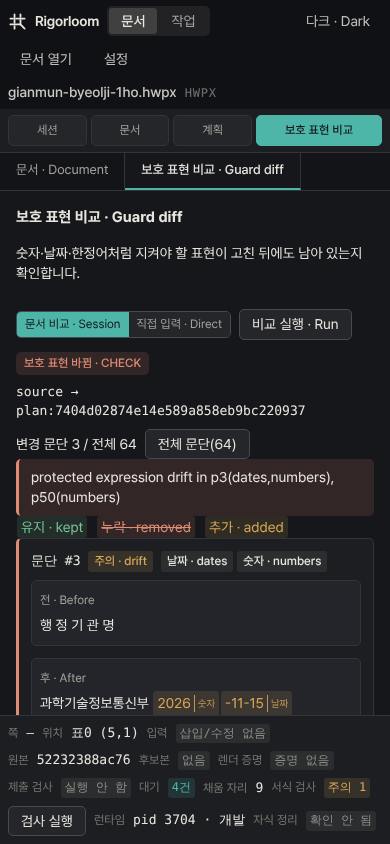 Rigorloom 문서 작업 다크 · Dark
문서 열기 설정
gianmun-byeolji-1ho.hwpx HWPX
세션 문서 계획 보호 표현 비교
문서 · Document 보호 표현 비교 · Guard diff
보호 표현 비교 · Guard diff
숫자·날짜·한정어처럼 지켜야 할 표현이 고친 뒤에도 남아 있는지
확인합니다.
문서 비교 · Session 직접 입력 · Direct 비교 실행 · Run
보호 표현 바뀜 · CHECK
source →
plan:7404d02874e14e589a858eb9bc220937
변경 문단 3 / 전체 64 전체 문단(64)
protected expression drift in p3(dates,numbers),
p50(numbers)
유지 · kept 누락 · removed 추가 · added
문단 #3 주의 · drift 날짜 · dates 숫자 · numbers
전 · Before
행 정 기 관 명
후 · After
과학기술정보통신부 2026 숫자 -11-15 날짜
쪽 — 위치 표0 (5,1) 입력 삽입/수정 없음
원본 52232388ac76 후보본 없음 렌더 증명 증명 없음
제출 검사 실행 안 함 대기 4건 채움 자리 9 서식 검사 주의 1
검사 실행 런타임 pid 3704 · 개발 자식 정리 확인 안 됨